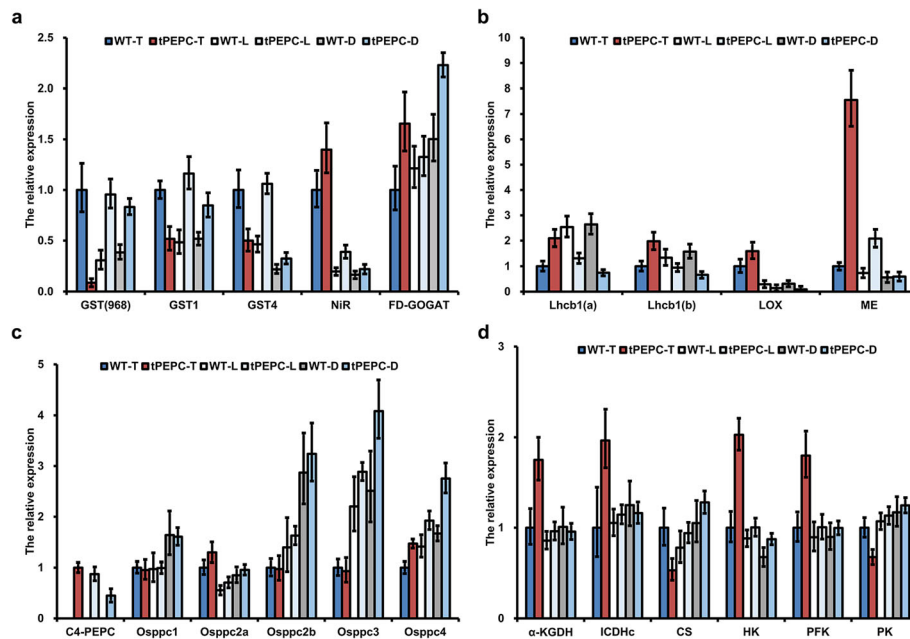 a
WT-T tPEPC-T WT-L tPEPC-L WT-D tPEPC-D
The relative expression
2.5
2.0
1.5
1.0
0.5
0.0
GST(968) GST1 GST4 NiR FD-GOGAT
b
WT-T tPEPC-T WT-L tPEPC-L WT-D tPEPC-D
The relative expression
10
9
8
7
6
5
4
3
2
1
0
Lhcb1(a) Lhcb1(b) LOX ME
c
WT-T tPEPC-T WT-L tPEPC-L WT-D tPEPC-D
The relative expression
5
4
3
2
1
0
C4-PEPC Osppc1 Osppc2a Osppc2b Osppc3 Osppc4
d
WT-T tPEPC-T WT-L tPEPC-L WT-D tPEPC-D
The relative expression
3
2
1
0
α-KGDH ICDHc CS HK PFK PK